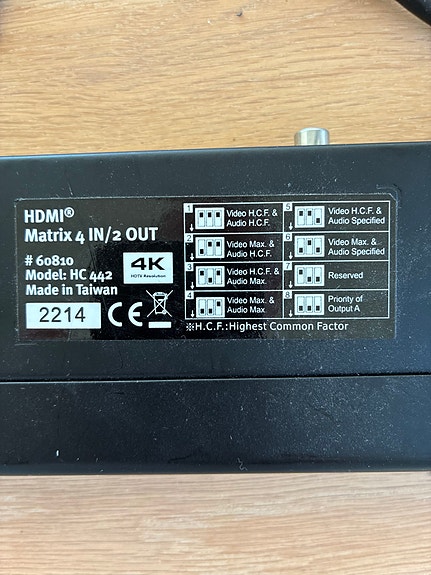 HDMI®
Matrix 4 IN/2 OUT
# 60810
Model: HC 442
Made in Taiwan
4K
HDTV Resolution
2214
CE
1 Video H.C.F. &
Audio H.C.F.
2 Video Max. &
Audio H.C.F.
3 Video H.C.F. &
Audio Max.
4 Video Max. &
Audio Max.
5 Video H.C.F. &
Audio Specified
6 Video Max. &
Audio Specified
7 Reserved
8 Priority of
Output A
※H.C.F.:Highest Common Factor